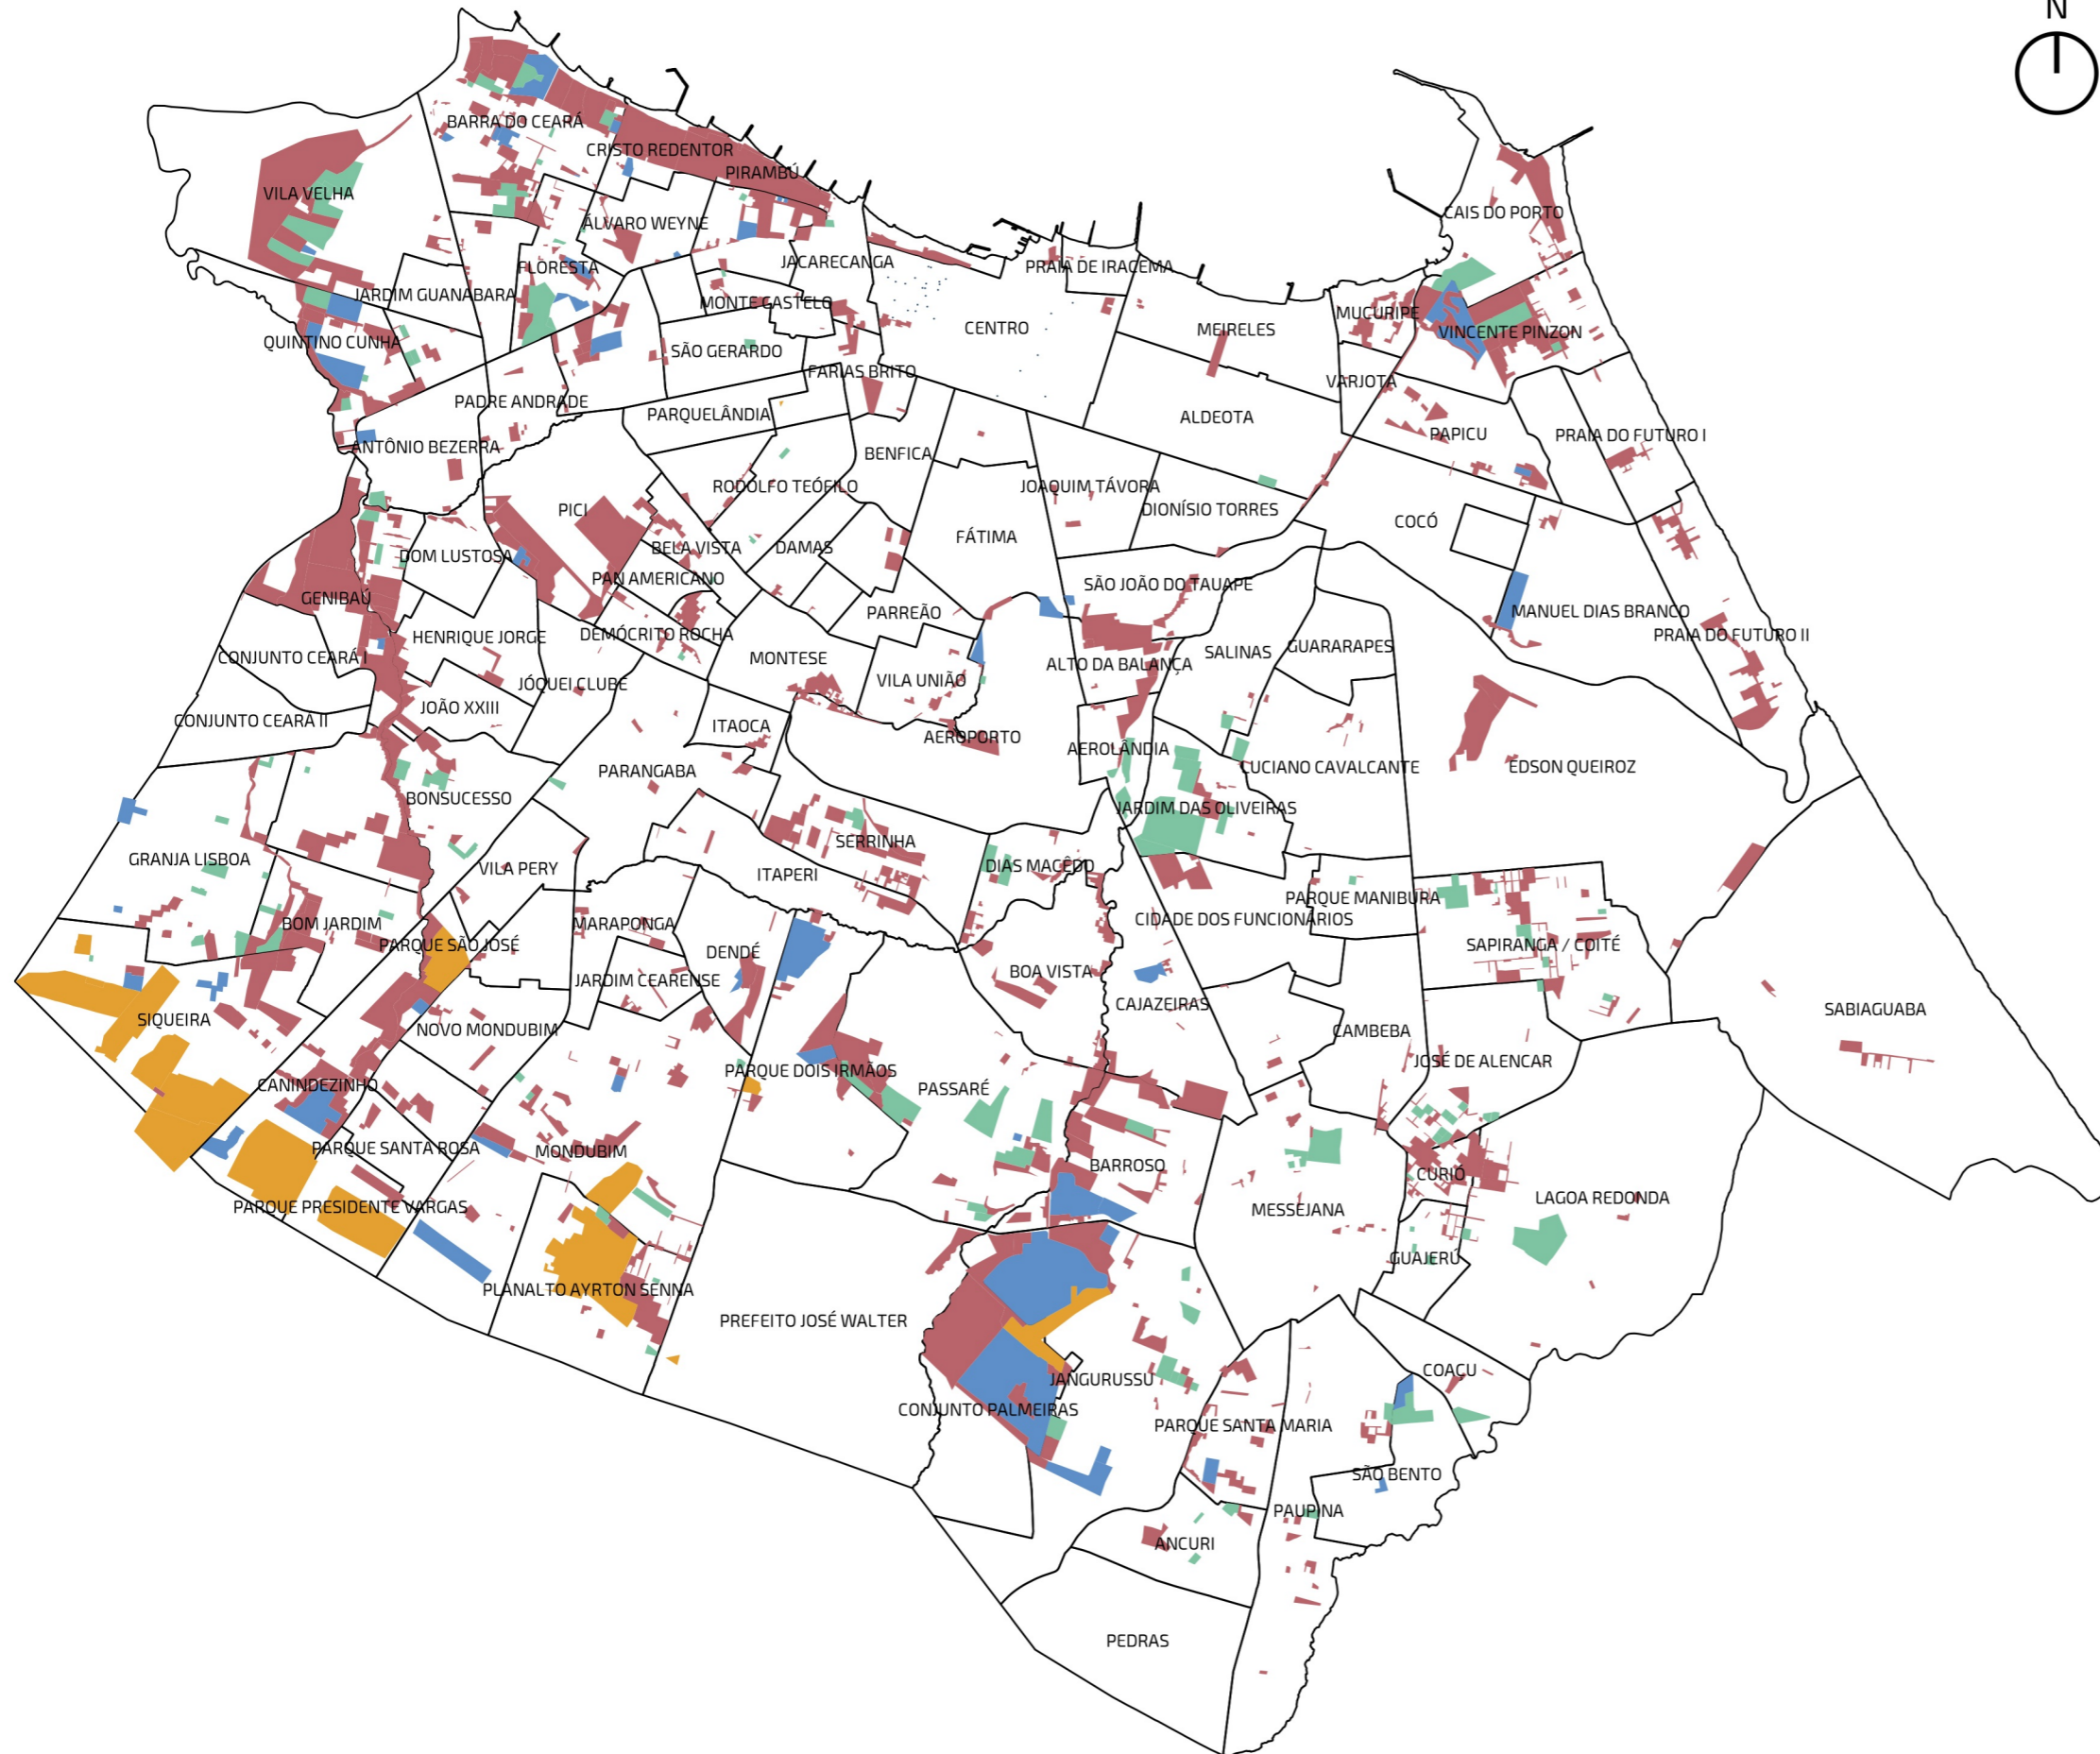 N
BARRA DO CEARÁ
CRISTO REDENTOR
PIRAMBÚ
VILA VELHA
CAIS DO PORTO
ÁLVARO WEYNE
JACARECANGA
PRAIA DE IRACEMA
FLORESTA
JARDIM GUANABARA
MONTE CASTELO
MUCURIPE
CENTRO
MEIRELES
VINCENTE PINZON
QUINTINO CUNHA
SÃO GERARDO
FARIAS BRITO
VARJOTA
PADRE ANDRADE
PARQUELÂNDIA
ALDEOTA
PAPICU
PRAIA DO FUTURO I
ANTÔNIO BEZERRA
BENFICA
RODOLFO TEÓFILO
JOAQUIM TÁVORA
PICI
DIONÍSIO TORRES
COCÓ
FÁTIMA
BELA VISTA
DAMAS
DOM LUSTOSA
PAN AMERICANO
SÃO JOÃO DO TAUAPE
GENIBAÚ
PARREÃO
MANUEL DIAS BRANCO
HENRIQUE JORGE
DEMÓCRITO ROCHA
PRAIA DO FUTURO II
CONJUNTO CEARÁ I
MONTESE
ALTO DA BALANÇA
SALINAS
GUARARAPES
JÓQUEI CLUBE
VILA UNIÃO
JOÃO XXIII
CONJUNTO CEARÁ II
ITAOCA
AEROPORTO
AEROLÂNDIA
PARANGABA
LUCIANO CAVALCANTE
EDSON QUEIROZ
BONSUCESSO
JARDIM DAS OLIVEIRAS
SERRINHA
GRANJA LISBOA
VILA PERY
ITAPERI
DIAS MACÊDO
PARQUE MANIBURA
BOM JARDIM
MARAPONGA
CIDADE DOS FUNCIONÁRIOS
PARQUE SÃO JOSÉ
DENDÉ
SAPIRANGA / COITÉ
JARDIM CEARENSE
BOA VISTA
CAJAZEIRAS
SABIAGUABA
SIQUEIRA
NOVO MONDUBIM
CAMBEBA
PARQUE DOIS IRMÃOS
JOSÉ DE ALENCAR
CANINDEZINHO
PASSARÉ
PARQUE SANTA ROSA
MONDUBIM
BARROSO
CURIÓ
PARQUE PRESIDENTE VARGAS
MESSEJANA
LAGOA REDONDA
GUAJERÚ
PLANALTO AYRTON SENNA
PREFEITO JOSÉ WALTER
JANGURUSSU
COAÇU
CONJUNTO PALMEIRAS
PARQUE SANTA MARIA
SÃO BENTO
PAUPINA
ANCURI
PEDRAS